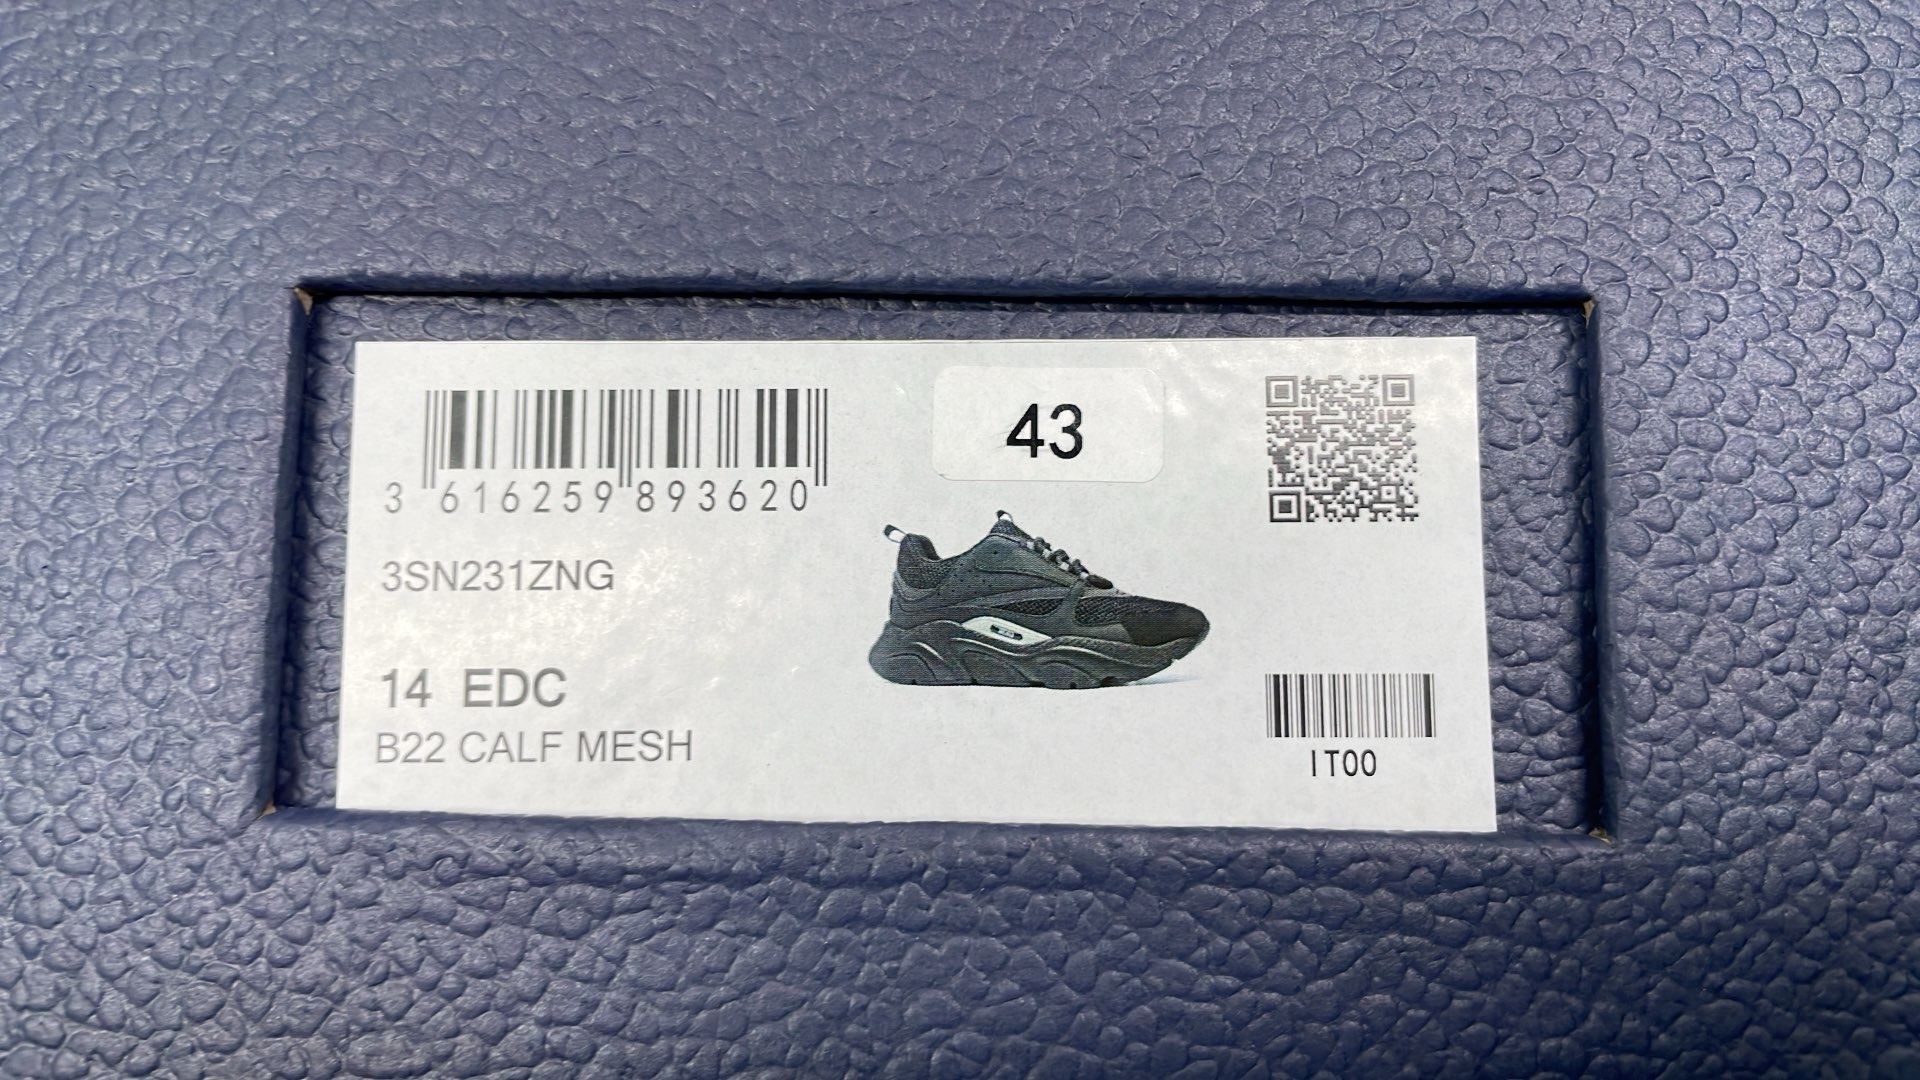 43
3 616259 893620
3SN231ZNG
14 EDC
B22 CALF MESH
IT00